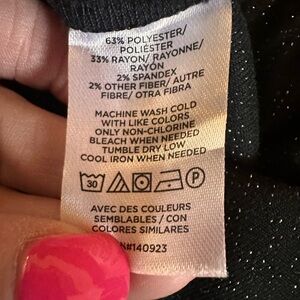 63% POLYESTER/
POLIÉSTER
33% RAYON/ RAYONNE/
RAYÓN
2% SPANDEX
2% OTHER FIBER/ AUTRE
FIBRE/ OTRA FIBRA
MACHINE WASH COLD
WITH LIKE COLORS
ONLY NON-CHLORINE
BLEACH WHEN NEEDED
TUMBLE DRY LOW
COOL IRON WHEN NEEDED
30 P
AVEC DES COULEURS
SEMBLABLES / CON
COLORES SIMILARES
N#140923